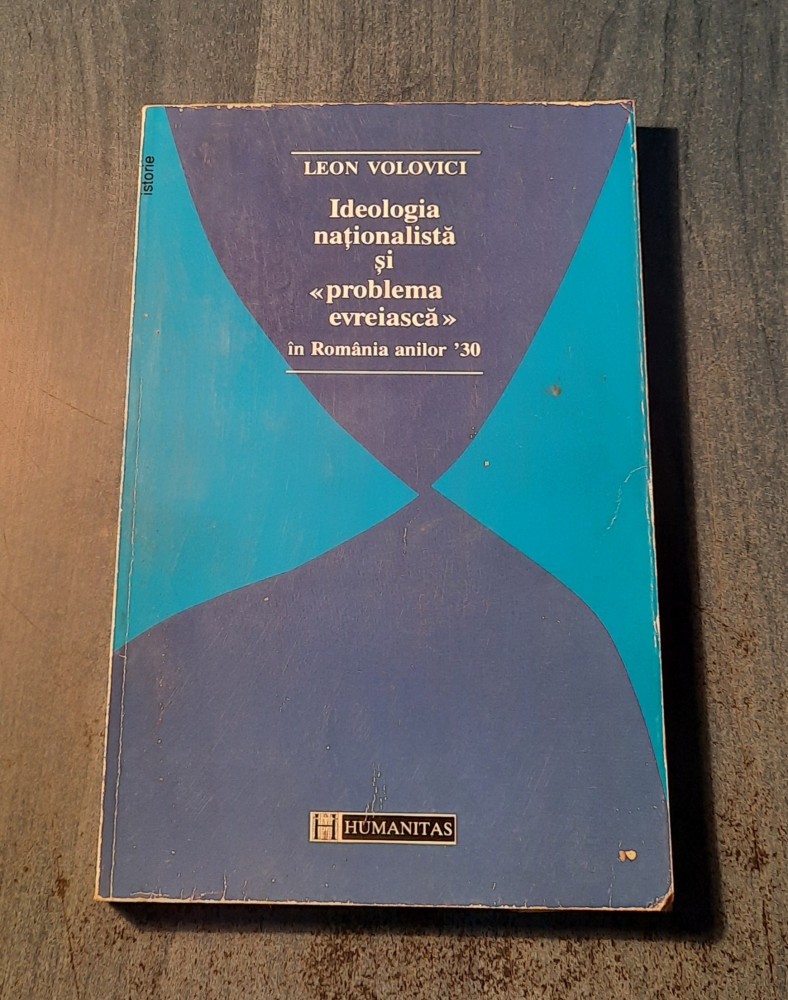 istorie
LEON VOLOVICI
Ideologia
naționalistă
și
«problema
evreiască»
în România anilor ’30
HUMANITAS